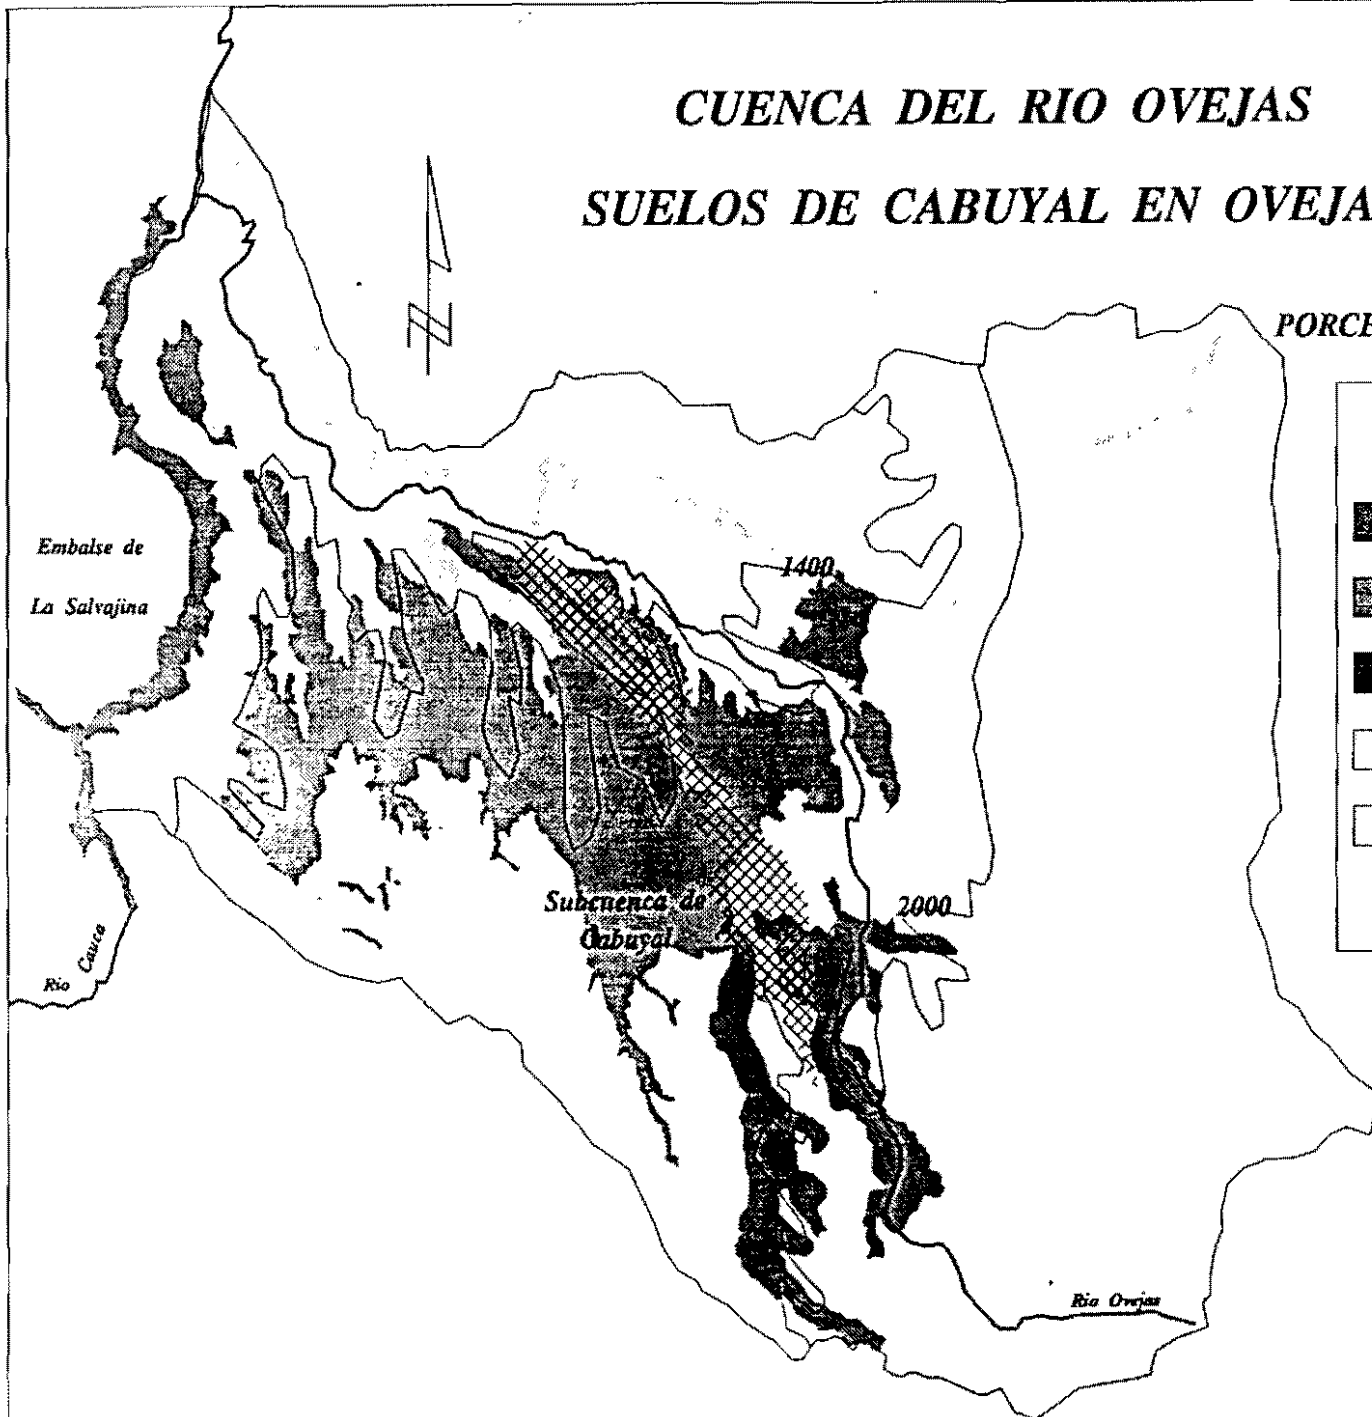 CUENCA DEL RIO OVEJAS
SUELOS DE CABUYAL EN OVEJA
PORCE
N
Embalse de
La Salvajina
1400
2000
Subcuenca de
Cabuyal
Rio Cauca
Rio Ovejas